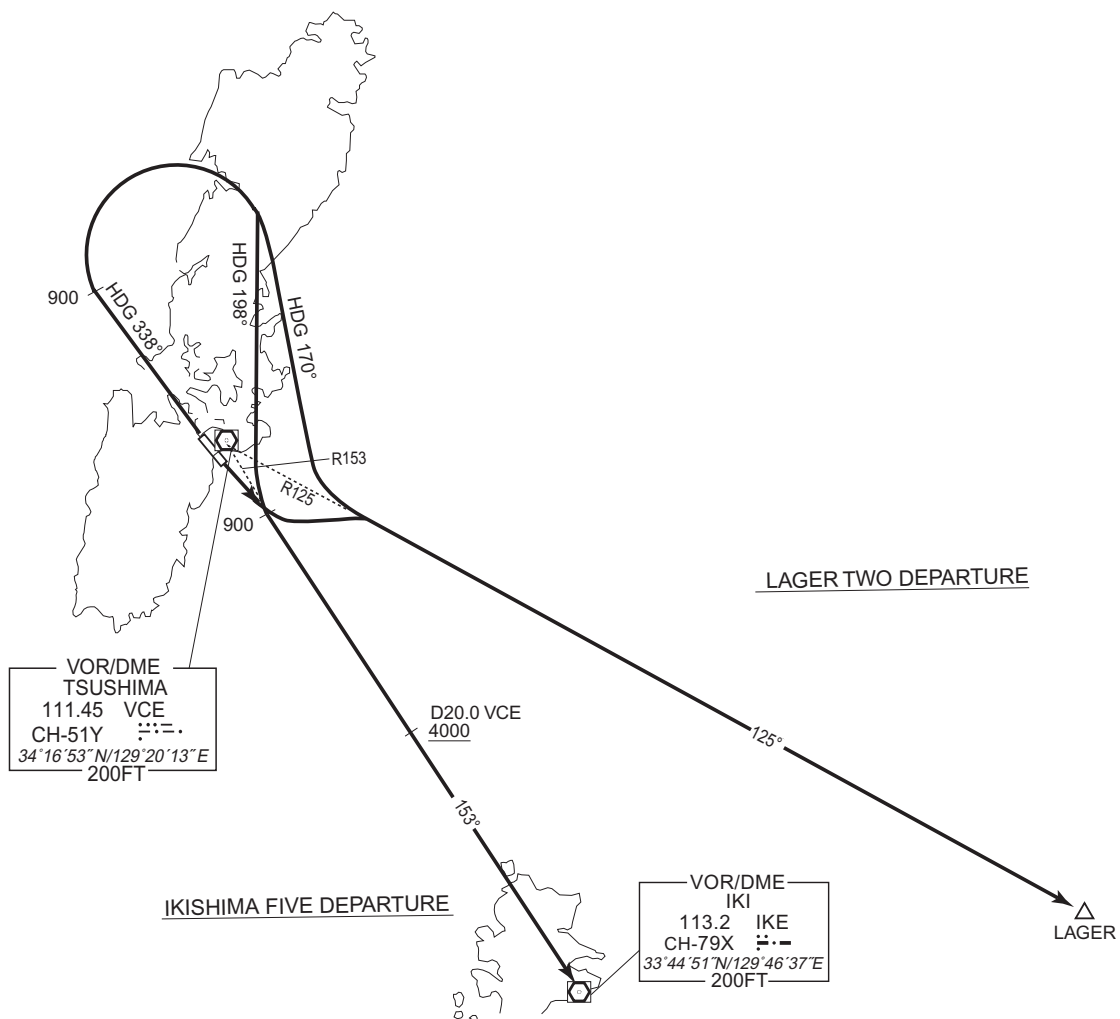 900
HDG 338°
HDG 198°
HDG 170°
R153
R125
900
LAGER TWO DEPARTURE
VOR/DME
TSUSHIMA
111.45 VCE
CH-51Y
34°16´53˝N/129°20´13˝E
200FT
D20.0 VCE
4000
125°
153°
IKISHIMA FIVE DEPARTURE
VOR/DME
IKI
113.2 IKE
CH-79X
33°44´51˝N/129°46´37˝E
200FT
LAGER